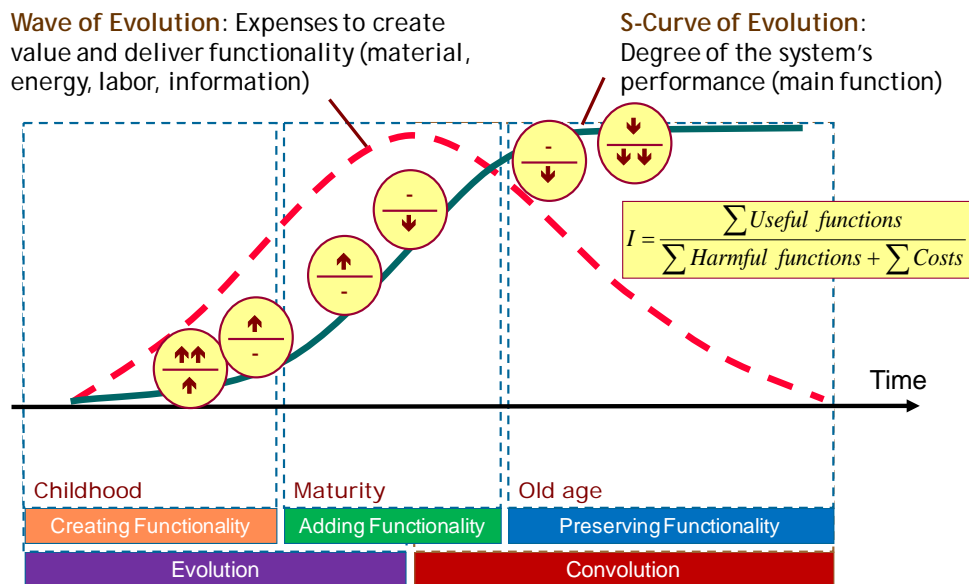 Wave of Evolution: Expenses to create
value and deliver functionality (material,
energy, labor, information)
S-Curve of Evolution:
Degree of the system's
performance (main function)
↑↑
↑
↑
-
↑
-
-
↓
-
↓
↓
↓↓
I = ∑Useful functions / ∑Harmful functions + ∑Costs
Time
Childhood
Maturity
Old age
Creating Functionality
Adding Functionality
Preserving Functionality
Evolution
Convolution